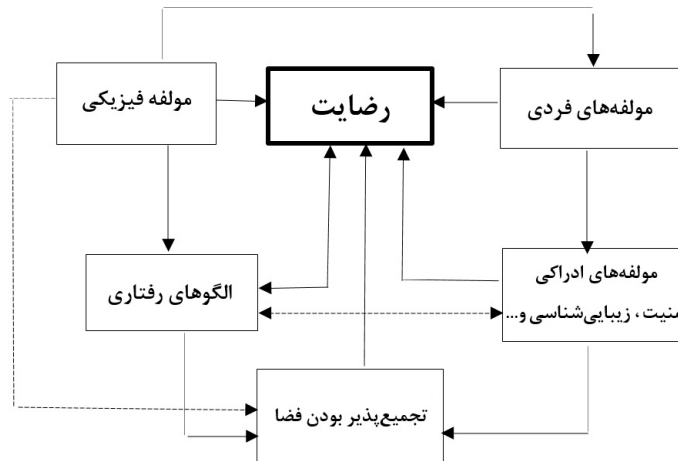 رضایت
مولفه فیزیکی
مولفه‌های فردی
الگوهای رفتاری
مولفه‌های ادراکی
زیبایی‌شناسی و...
تجمیع‌پذیر بودن فضا